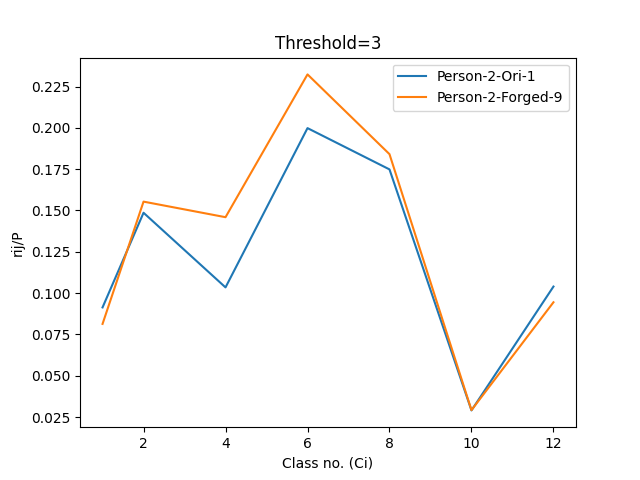 Threshold=3
Person-2-Ori-1
Person-2-Forged-9
0.225
0.200
0.175
0.150
0.125
0.100
0.075
0.050
0.025
rij/P
2 4 6 8 10 12
Class no. (Ci)